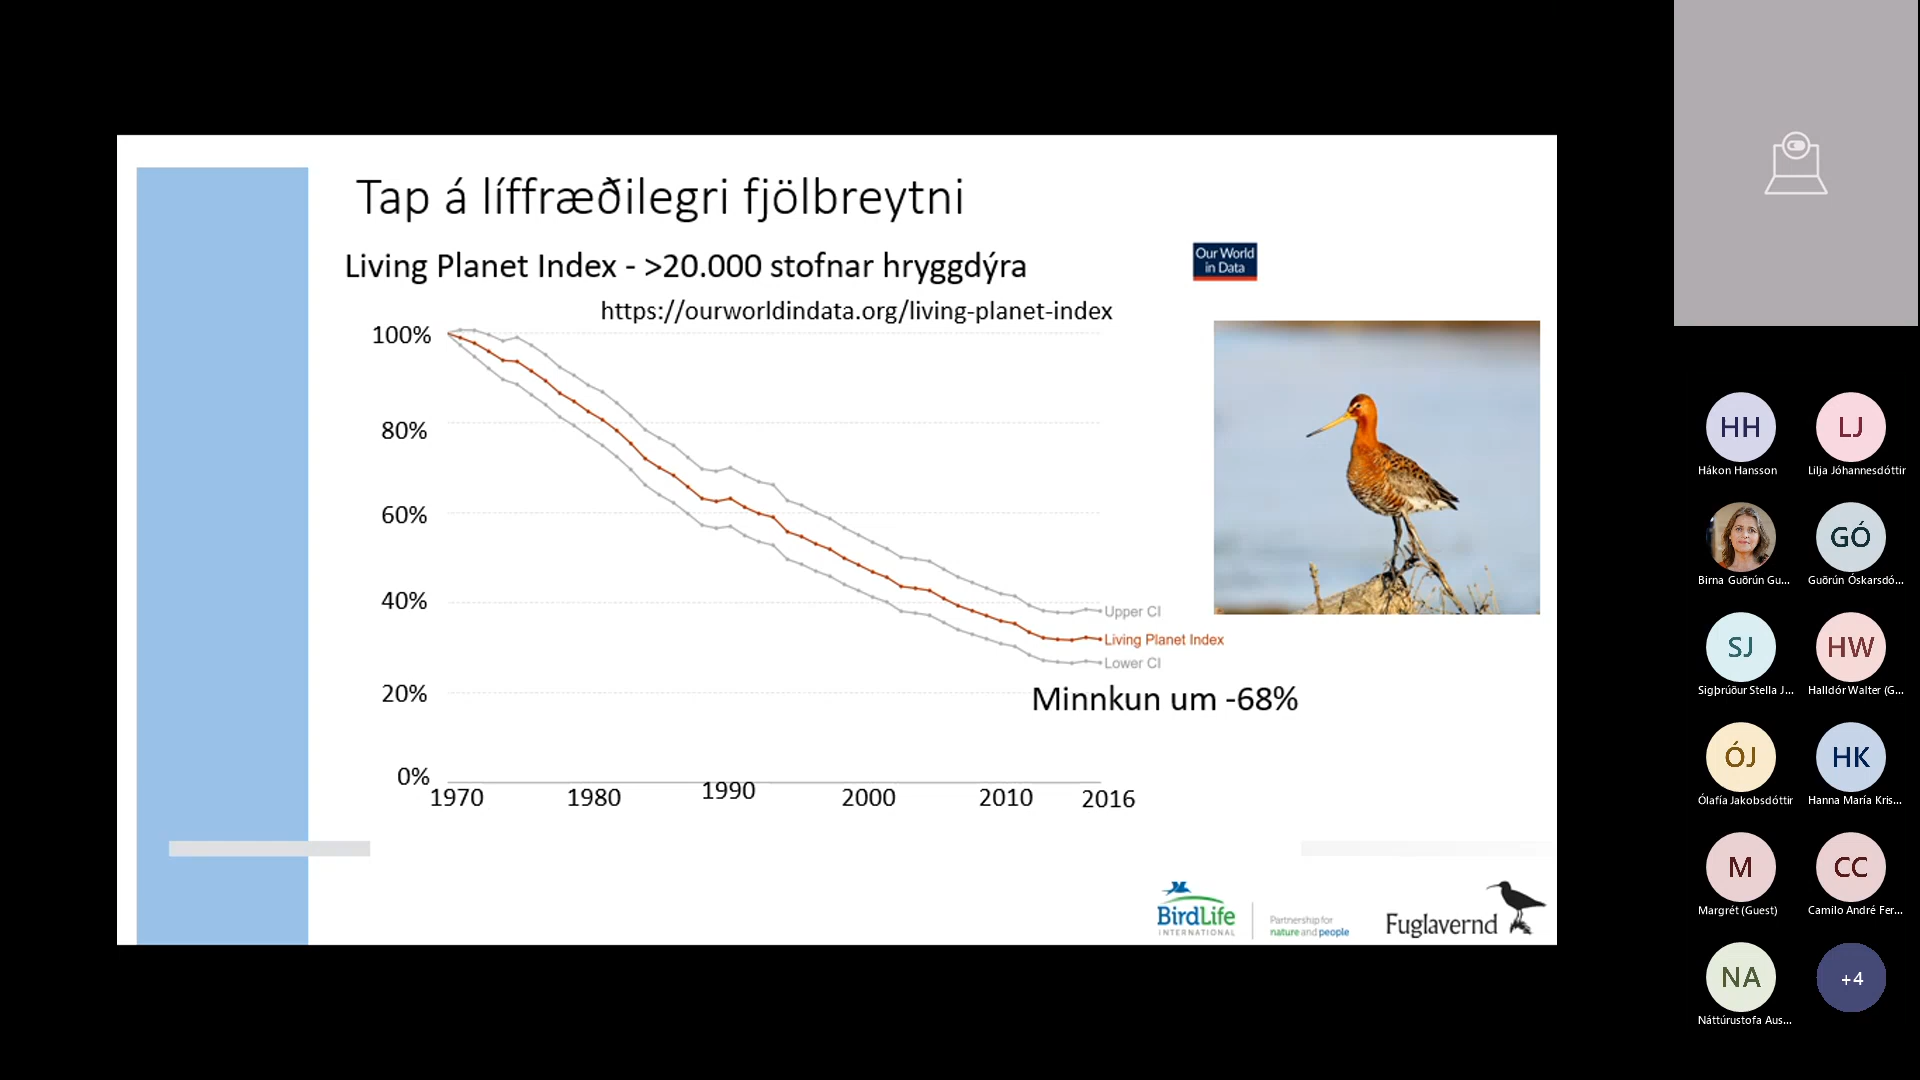 Tap á líffræðilegri fjölbreytni
Living Planet Index - >20.000 stofnar hryggdýra
Our World
in Data
https://ourworldindata.org/living-planet-index
100%
80%
60%
40%
20%
0%
Upper CI
Living Planet Index
Lower CI
Minnkun um -68%
1970
1980
1990
2000
2010
2016
BirdLife
INTERNATIONAL
Partnership for
nature and people
Fuglavernd
HH
Hákon Hansson
LJ
Lilja Jóhannesdóttir
Birna Guðrún Gu...
GÓ
Guðrún Óskarsdó...
SJ
Sigþrúður Stella J...
HW
Halldór Walter (G...
ÓJ
Ólafía Jakobsdóttir
HK
Hanna María Kris...
M
Margrét (Guest)
CC
Camilo André Fer...
NA
Náttúrustofa Aus...
+4